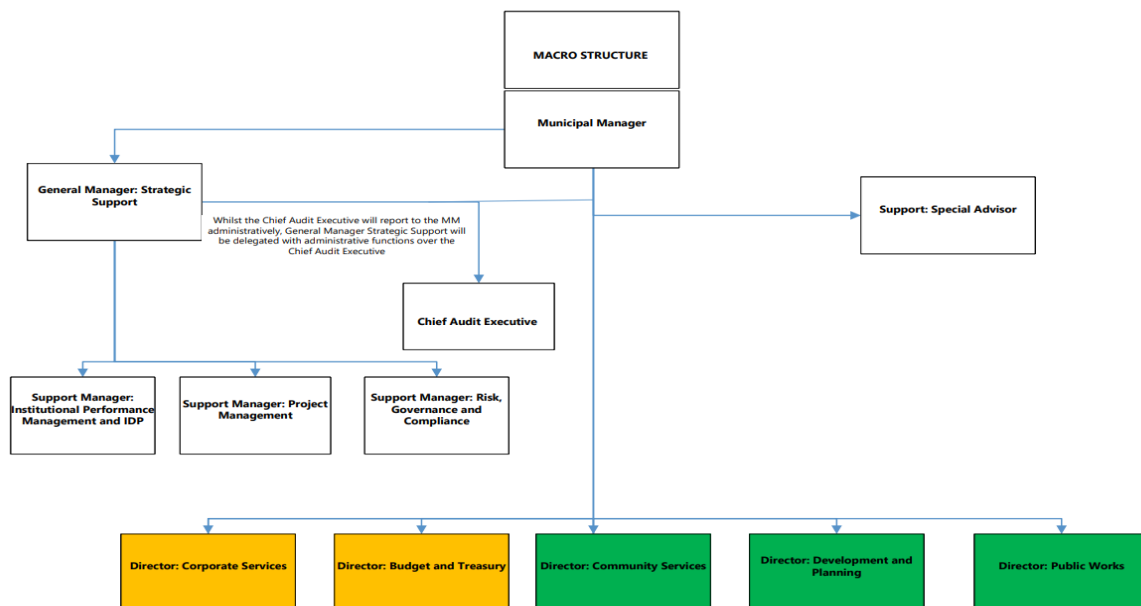 MACRO STRUCTURE
Municipal Manager
General Manager: Strategic
Support
Support: Special Advisor
Whilst the Chief Audit Executive will report to the MM
administratively, General Manager Strategic Support will
be delegated with administrative functions over the
Chief Audit Executive
Chief Audit Executive
Support Manager:
Institutional Performance
Management and IDP
Support Manager: Project
Management
Support Manager: Risk,
Governance and
Compliance
Director: Corporate Services
Director: Budget and Treasury
Director: Community Services
Director: Development and
Planning
Director: Public Works